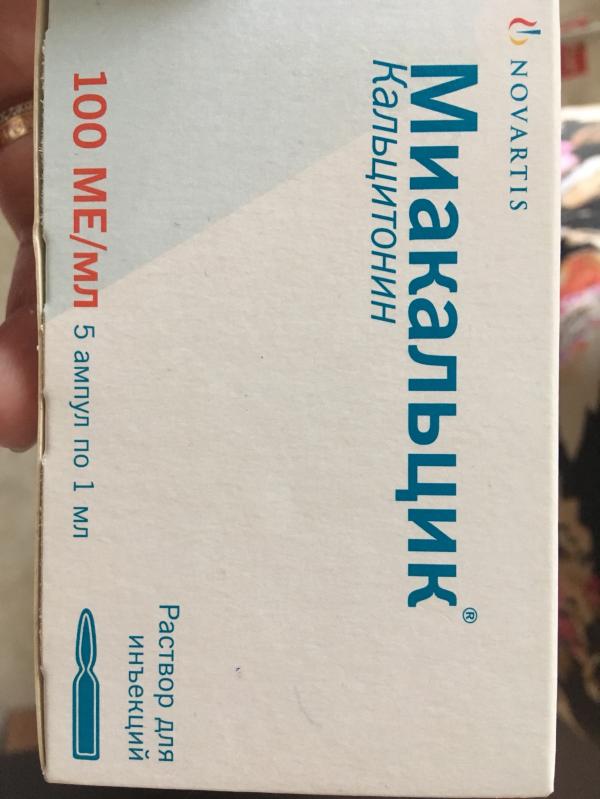 NOVARTIS
Миакальцик®
Кальцитонин
100 МЕ/мл 5 ампул по 1 мл
Раствор для
инъекций